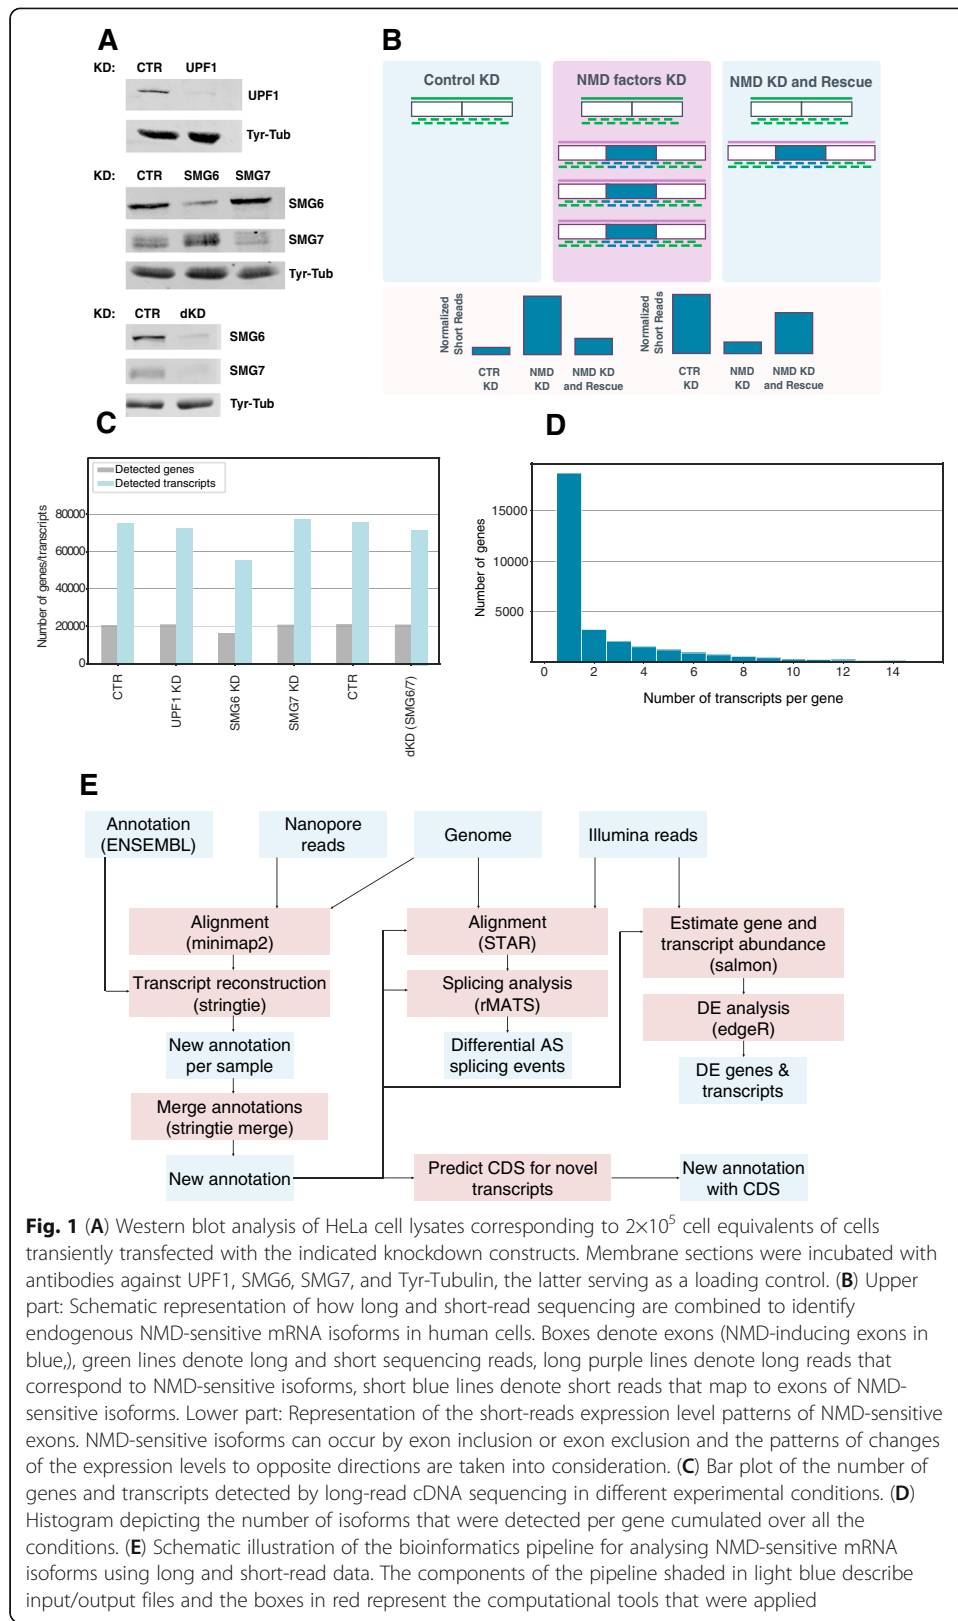 A
KD: CTR UPF1
UPF1
Tyr-Tub
KD: CTR SMG6 SMG7
SMG6
SMG7
Tyr-Tub
KD: CTR dKD
SMG6
SMG7
Tyr-Tub
B
Control KD
NMD factors KD
NMD KD and Rescue
Normalized
Short Reads
CTR
KD
NMD
KD
NMD KD
and Rescue
Normalized
Short Reads
CTR
KD
NMD
KD
NMD KD
and Rescue
C
Detected genes
Detected transcripts
Number of genes/transcripts
80000
60000
40000
20000
0
CTR
UPF1 KD
SMG6 KD
SMG7 KD
CTR
dKD (SMG6/7)
D
Number of genes
15000
10000
5000
0 2 4 6 8 10 12 14
Number of transcripts per gene
E
Annotation
(ENSEMBL)
Nanopore
reads
Genome
Illumina reads
Alignment
(minimap2)
Alignment
(STAR)
Estimate gene and
transcript abundance
(salmon)
Transcript reconstruction
(stringtie)
Splicing analysis
(rMATS)
DE analysis
(edgeR)
New annotation
per sample
Differential AS
splicing events
DE genes &
transcripts
Merge annotations
(stringtie merge)
New annotation
Predict CDS for novel
transcripts
New annotation
with CDS
Fig. 1 (A) Western blot analysis of HeLa cell lysates corresponding to 2×10⁵ cell equivalents of cells
transiently transfected with the indicated knockdown constructs. Membrane sections were incubated with
antibodies against UPF1, SMG6, SMG7, and Tyr-Tubulin, the latter serving as a loading control. (B) Upper
part: Schematic representation of how long and short-read sequencing are combined to identify
endogenous NMD-sensitive mRNA isoforms in human cells. Boxes denote exons (NMD-inducing exons in
blue,), green lines denote long and short sequencing reads, long purple lines denote long reads that
correspond to NMD-sensitive isoforms, short blue lines denote short reads that map to exons of NMD-
sensitive isoforms. Lower part: Representation of the short-reads expression level patterns of NMD-sensitive
exons. NMD-sensitive isoforms can occur by exon inclusion or exon exclusion and the patterns of changes
of the expression levels to opposite directions are taken into consideration. (C) Bar plot of the number of
genes and transcripts detected by long-read cDNA sequencing in different experimental conditions. (D)
Histogram depicting the number of isoforms that were detected per gene cumulated over all the
conditions. (E) Schematic illustration of the bioinformatics pipeline for analysing NMD-sensitive mRNA
isoforms using long and short-read data. The components of the pipeline shaded in light blue describe
input/output files and the boxes in red represent the computational tools that were applied